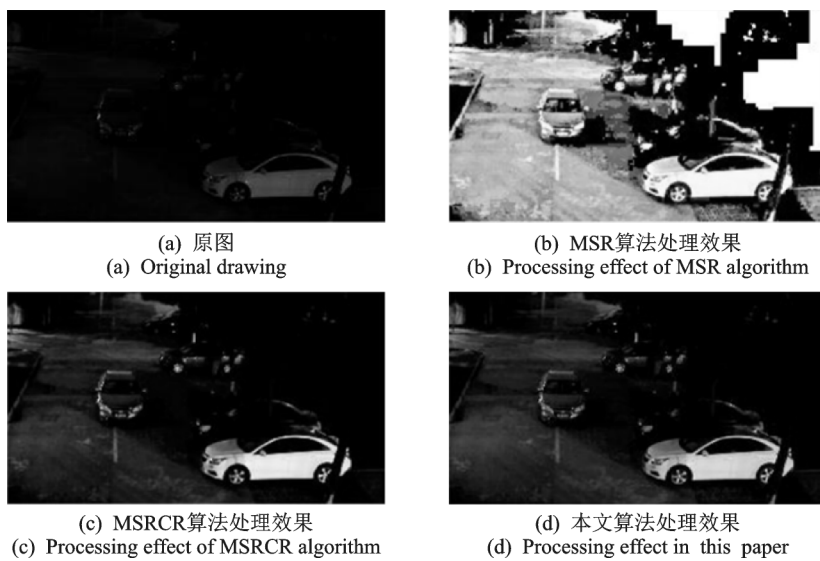 (a) 原图
(a) Original drawing
(b) MSR算法处理效果
(b) Processing effect of MSR algorithm
(c) MSRCR算法处理效果
(c) Processing effect of MSRCR algorithm
(d) 本文算法处理效果
(d) Processing effect in this paper